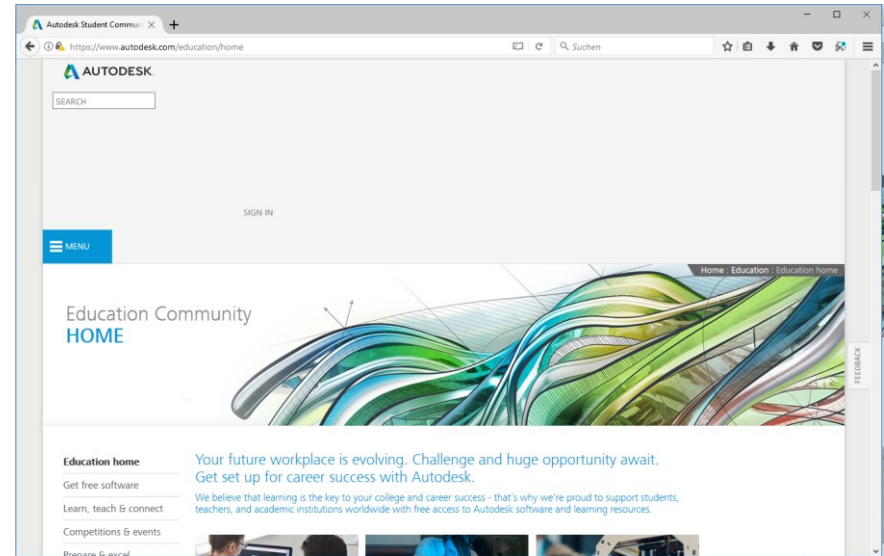 Autodesk Student Commun
https://www.autodesk.com/education/home
Suchen
AUTODESK.
SEARCH
SIGN IN
MENU
Home : Education : Education home
Education Community
HOME
FEEDBACK
Education home
Get free software
Learn, teach & connect
Competitions & events
Prepare & excel
Your future workplace is evolving. Challenge and huge opportunity await.
Get set up for career success with Autodesk.
We believe that learning is the key to your college and career success - that's why we're proud to support students,
teachers, and academic institutions worldwide with free access to Autodesk software and learning resources.